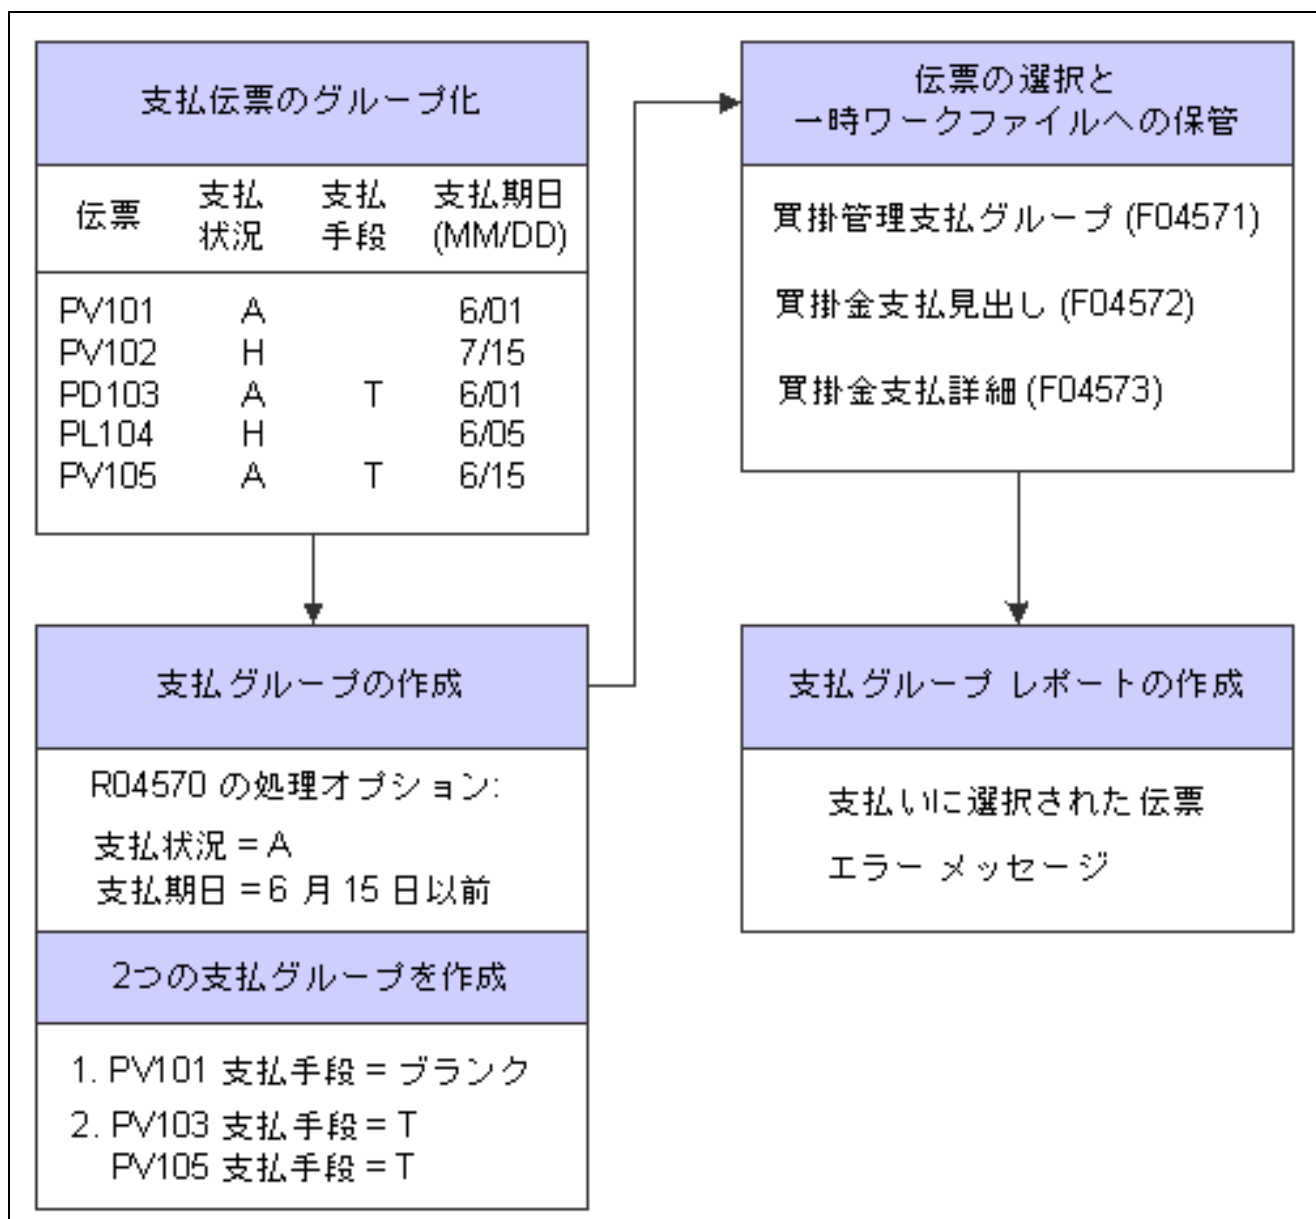 支払伝票のグループ化
伝票 支払状況 支払手段 支払期日 (MM/DD)
PV101 A 6/01
PV102 H 7/15
PD103 A T 6/01
PL104 H 6/05
PV105 A T 6/15
支払グループの作成
R04570 の処理オプション:
支払状況 = A
支払期日 = 6 月 15 日以前
2つの支払グループを作成
1. PV101 支払手段 = ブランク
2. PV103 支払手段 = T
PV105 支払手段 = T
伝票の選択と
一時ワークファイルへの保管
買掛管理支払グループ (F04571)
買掛金支払見出し (F04572)
買掛金支払詳細 (F04573)
支払グループ レポートの作成
支払いに選択された伝票
エラー メッセージ